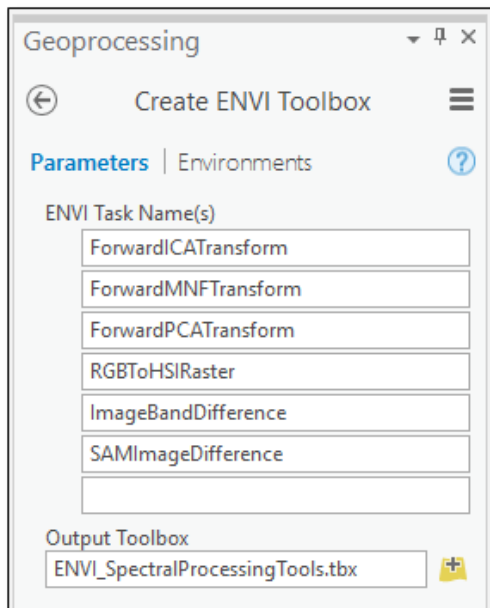 Geoprocessing
Create ENVI Toolbox
Parameters | Environments
ENVI Task Name(s)
ForwardICATransform
ForwardMNFTransform
ForwardPCATransform
RGBToHSIRaster
ImageBandDifference
SAMImageDifference
Output Toolbox
ENVI_SpectralProcessingTools.tbx